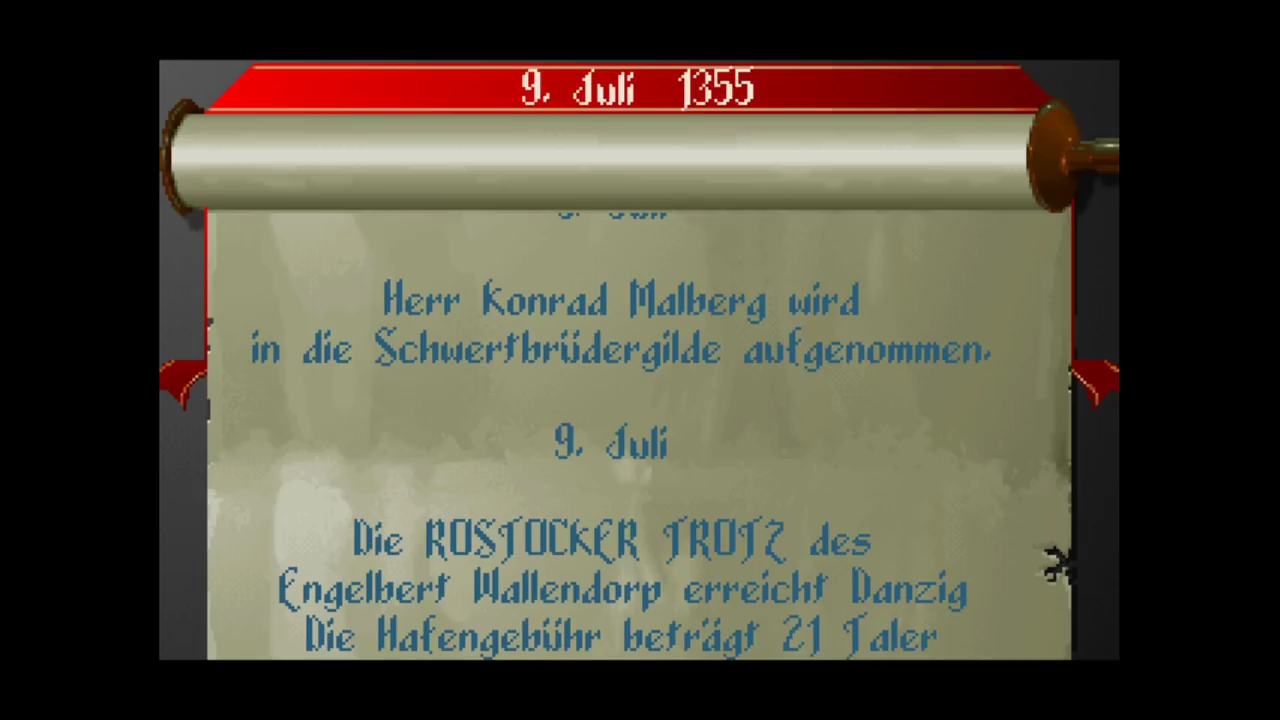 9. Juli 1355
Herr Konrad Malberg wird
in die Schwertbrüdergilde aufgenommen.
9. Juli
Die ROSTOCKER TROTZ des
Engelbert Wallendorp erreicht Danzig
Die Hafengebühr beträgt 21 Taler